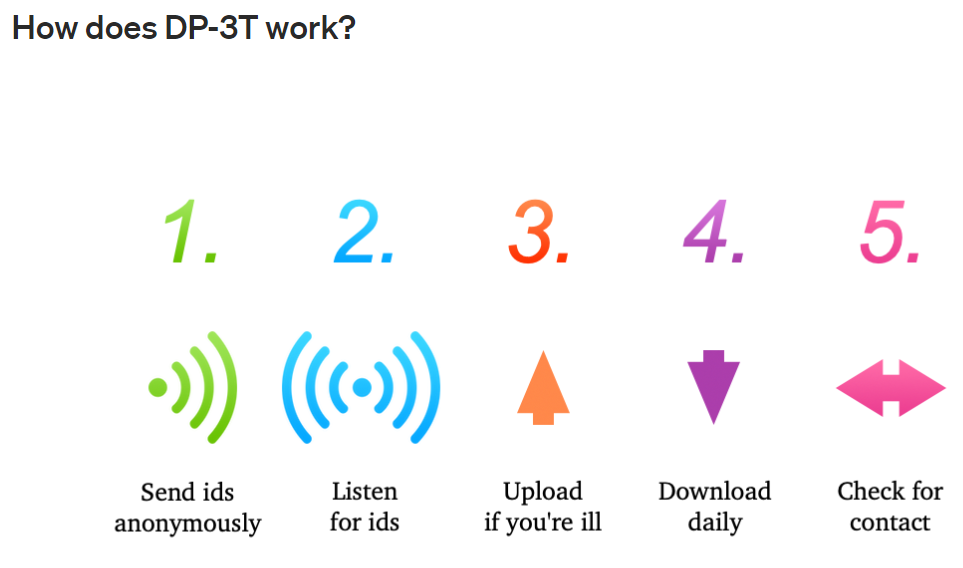 How does DP-3T work?
1. 2. 3. 4. 5.
Send ids
anonymously
Listen
for ids
Upload
if you're ill
Download
daily
Check for
contact